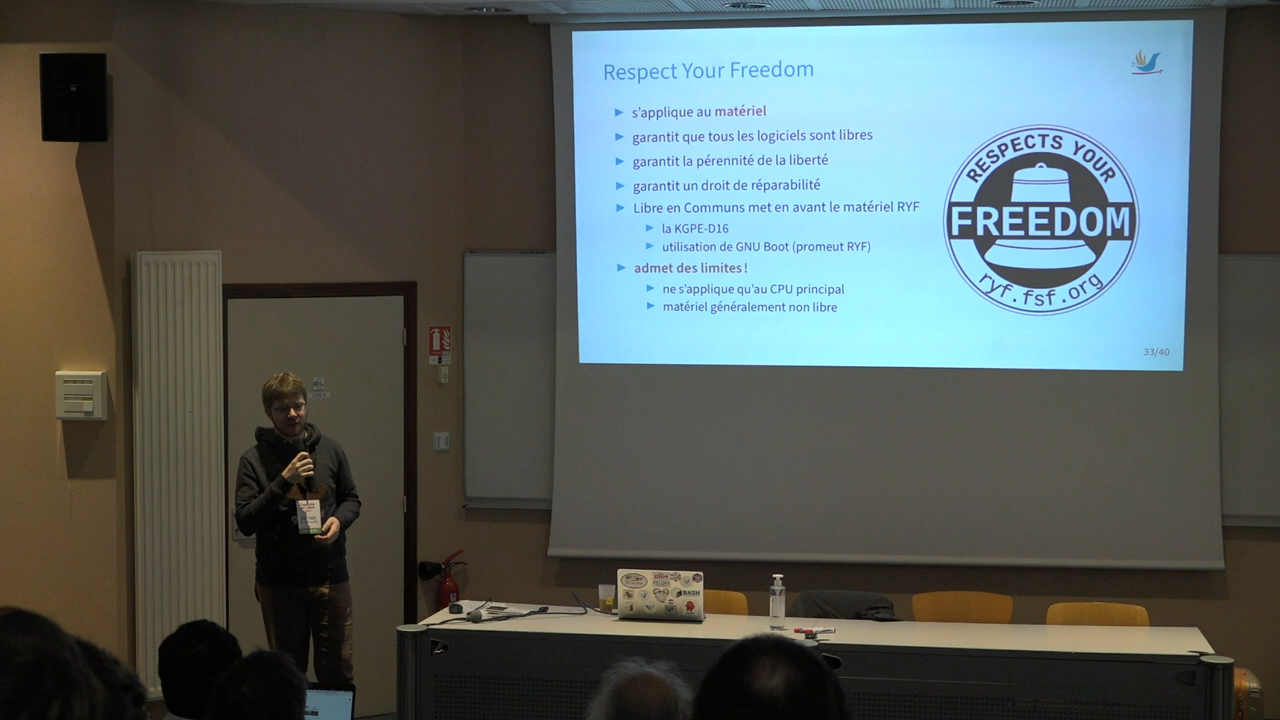 Respect Your Freedom
s'applique au matériel
garantit que tous les logiciels sont libres
garantit la pérennité de la liberté
garantit un droit de réparabilité
Libre en Communs met en avant le matériel RYF
la KGPE-D16
utilisation de GNU Boot (promeut RYF)
admet des limites !
ne s'applique qu'au CPU principal
matériel généralement non libre
RESPECTS YOUR
FREEDOM
ryf.fsf.org
33/40
BASH